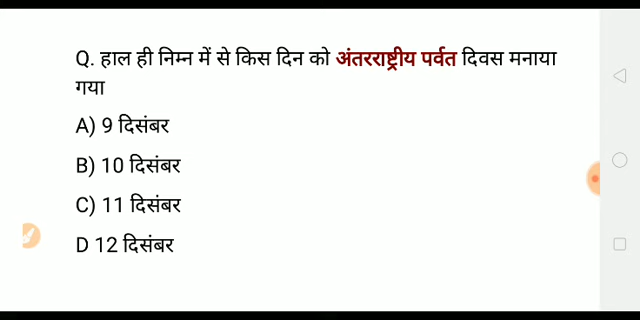 Q. हाल ही निम्न में से किस दिन को अंतरराष्ट्रीय पर्वत दिवस मनाया
गया
A) 9 दिसंबर
B) 10 दिसंबर
C) 11 दिसंबर
D 12 दिसंबर